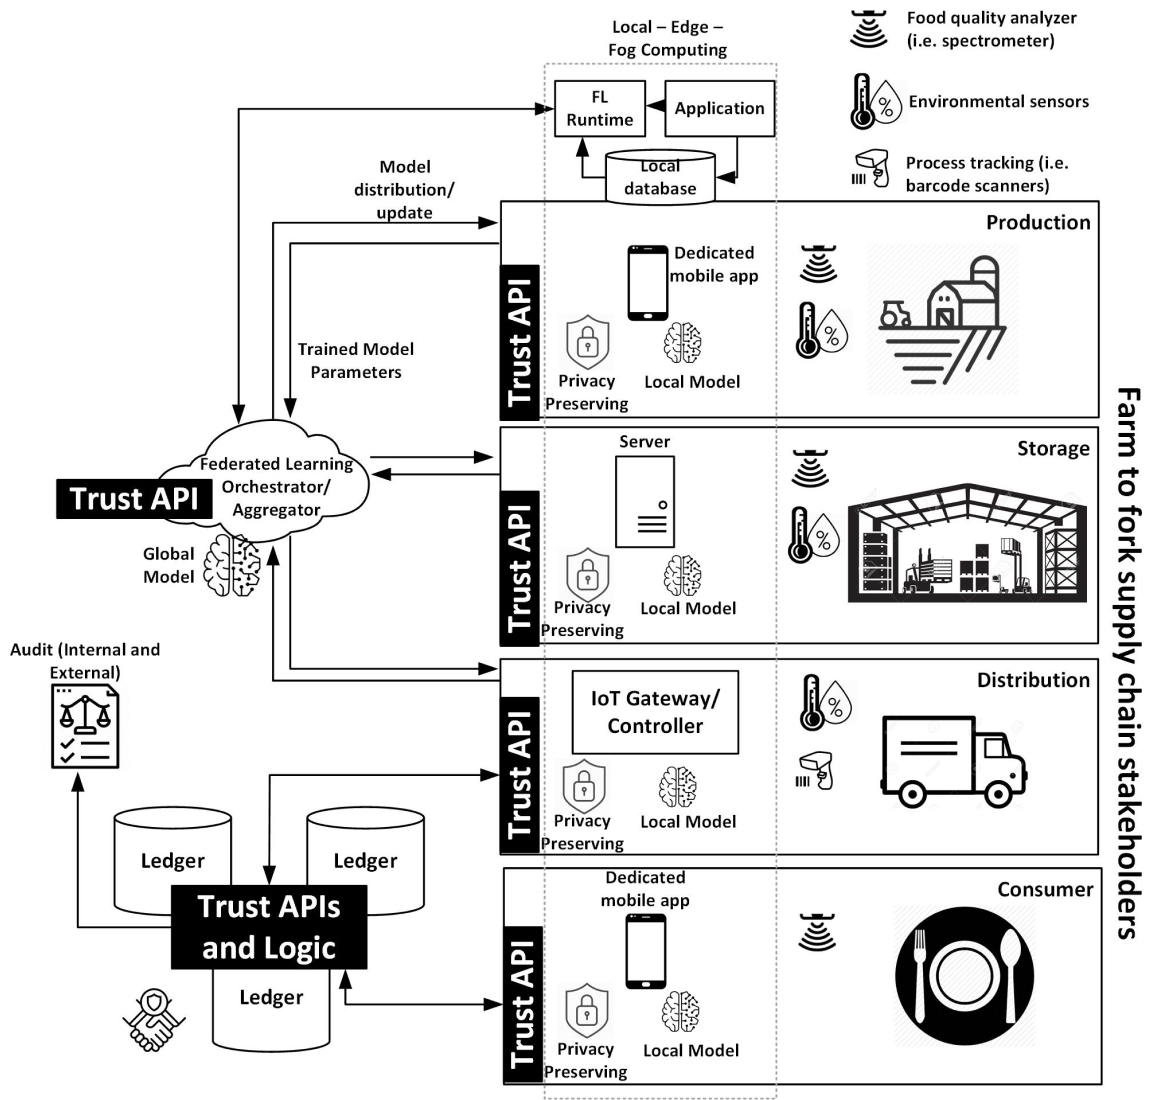 Local – Edge –
Fog Computing
Food quality analyzer
(i.e. spectrometer)
Environmental sensors
Process tracking (i.e.
barcode scanners)
FL
Runtime
Application
Local
database
Model
distribution/
update
Trained Model
Parameters
Production
Trust API
Dedicated
mobile app
Privacy
Preserving
Local Model
%
%
Federated Learning
Orchestrator/
Aggregator
Trust API
Global
Model
Storage
Trust API
Server
Privacy
Preserving
Local Model
%
Farm to fork supply chain stakeholders
Audit (Internal and
External)
Distribution
Trust API
IoT Gateway/
Controller
Privacy
Preserving
Local Model
%
Ledger
Ledger
Trust APIs
and Logic
Ledger
Consumer
Trust API
Dedicated
mobile app
Privacy
Preserving
Local Model